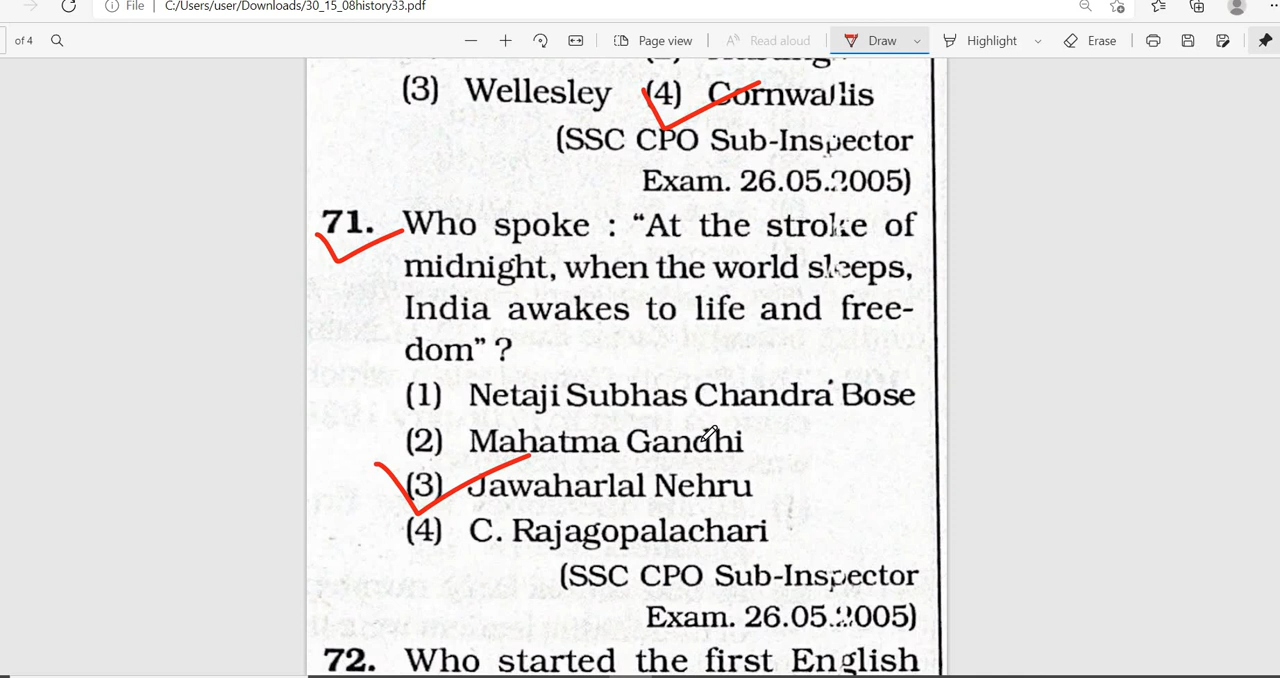 File C:/Users/user/Downloads/30_15_08history33.pdf
of 4 Page view Read aloud Draw Highlight Erase
(3) Wellesley (4) Cornwallis
(SSC CPO Sub-Inspector
Exam. 26.05.2005)
71. Who spoke : “At the stroke of
midnight, when the world sleeps,
India awakes to life and free-
dom” ?
(1) Netaji Subhas Chandra Bose
(2) Mahatma Gandhi
(3) Jawaharlal Nehru
(4) C. Rajagopalachari
(SSC CPO Sub-Inspector
Exam. 26.05.2005)
72. Who started the first English